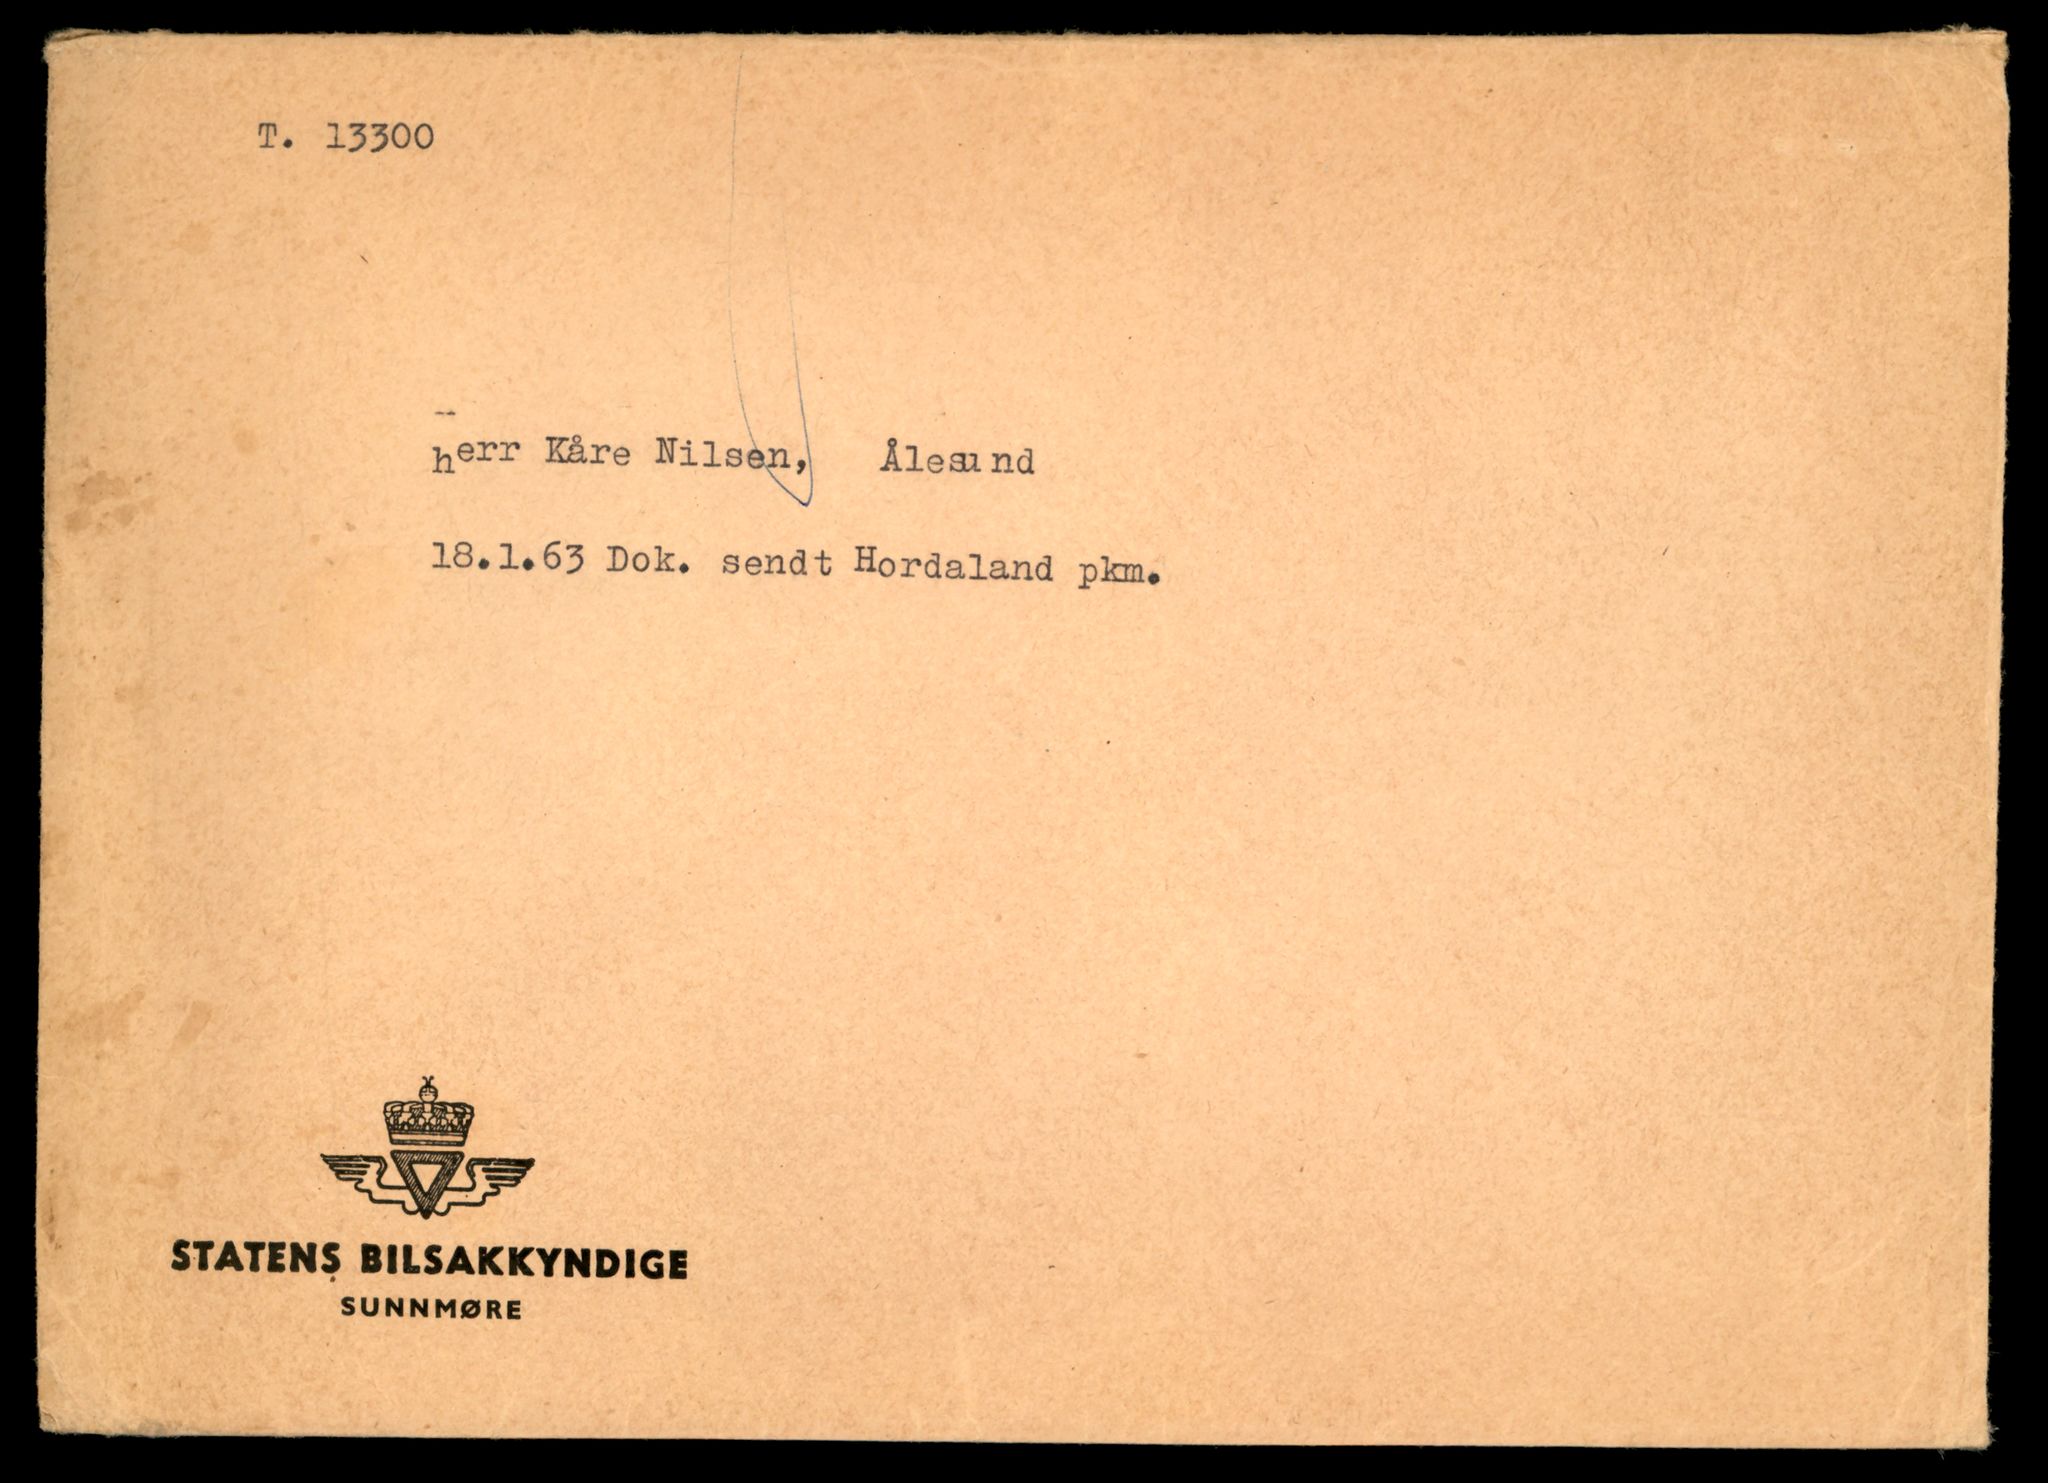 T. 13300
herr Kåre Nilsen, Ålesund
18.1.63 Dok. sendt Hordaland pkm.
STATENS BILSAKKYNDIGE
SUNNMØRE